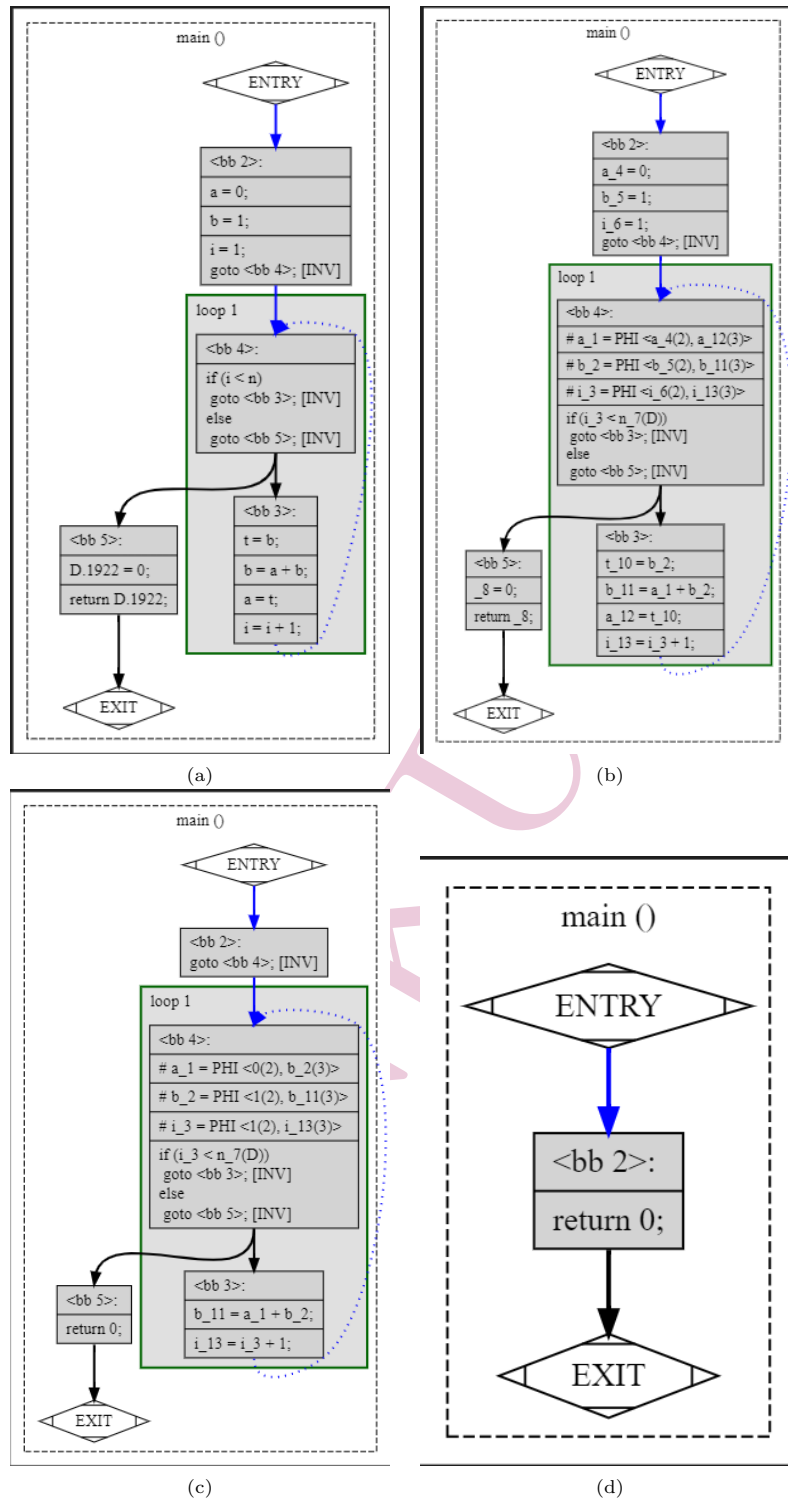 main ()
ENTRY
<bb 2>:
a = 0;
b = 1;
i = 1;
goto <bb 4>; [INV]
loop 1
<bb 4>:
if (i < n)
goto <bb 3>; [INV]
else
goto <bb 5>; [INV]
<bb 5>:
D.1922 = 0;
return D.1922;
<bb 3>:
t = b;
b = a + b;
a = t;
i = i + 1;
EXIT
(a)
main ()
ENTRY
<bb 2>:
a_4 = 0;
b_5 = 1;
i_6 = 1;
goto <bb 4>; [INV]
loop 1
<bb 4>:
# a_1 = PHI <a_4(2), a_12(3)>
# b_2 = PHI <b_5(2), b_11(3)>
# i_3 = PHI <i_6(2), i_13(3)>
if (i_3 < n_7(D))
goto <bb 3>; [INV]
else
goto <bb 5>; [INV]
<bb 5>:
_8 = 0;
return _8;
<bb 3>:
t_10 = b_2;
b_11 = a_1 + b_2;
a_12 = t_10;
i_13 = i_3 + 1;
EXIT
(b)
main ()
ENTRY
<bb 2>:
goto <bb 4>; [INV]
loop 1
<bb 4>:
# a_1 = PHI <0(2), b_2(3)>
# b_2 = PHI <1(2), b_11(3)>
# i_3 = PHI <1(2), i_13(3)>
if (i_3 < n_7(D))
goto <bb 3>; [INV]
else
goto <bb 5>; [INV]
<bb 5>:
return 0;
<bb 3>:
b_11 = a_1 + b_2;
i_13 = i_3 + 1;
EXIT
(c)
main ()
ENTRY
<bb 2>:
return 0;
EXIT
(d)